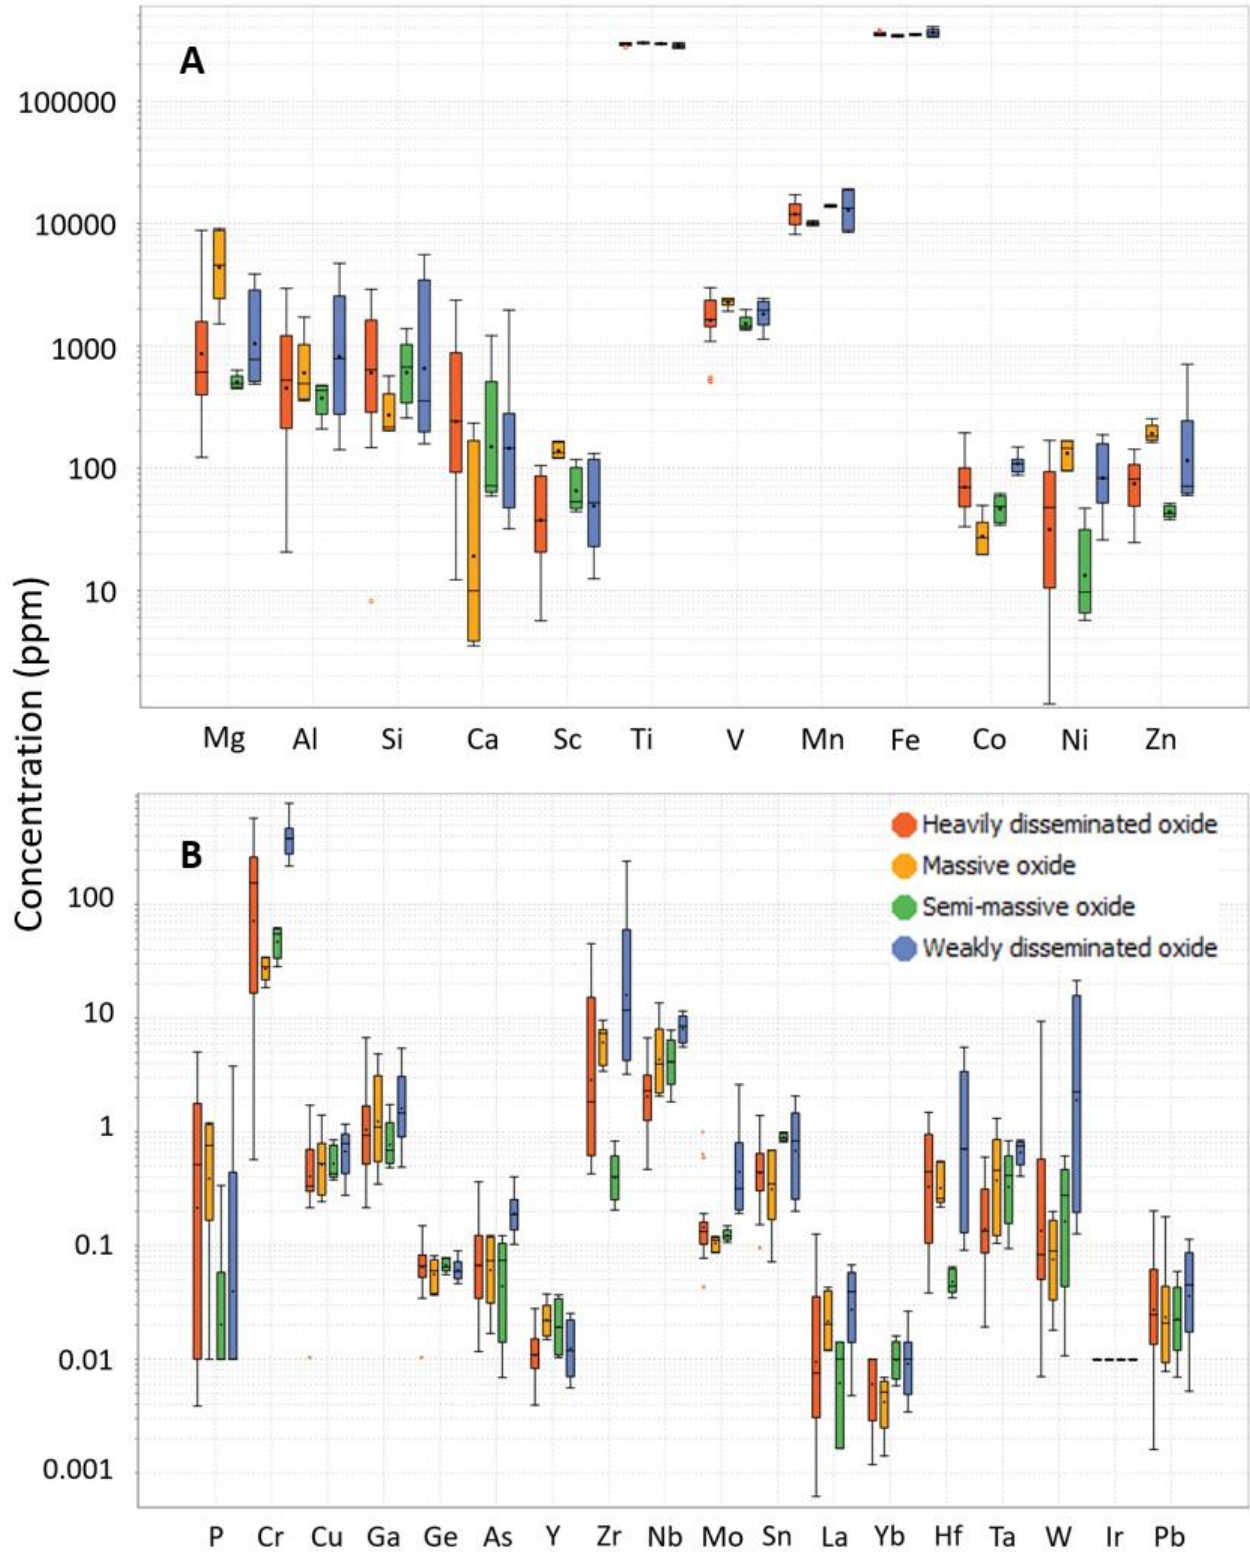 A
100000
10000
1000
100
10
Mg Al Si Ca Sc Ti V Mn Fe Co Ni Zn
Concentration (ppm)
B
Heavily disseminated oxide
Massive oxide
Semi-massive oxide
Weakly disseminated oxide
100
10
1
0.1
0.01
0.001
P Cr Cu Ga Ge As Y Zr Nb Mo Sn La Yb Hf Ta W Ir Pb